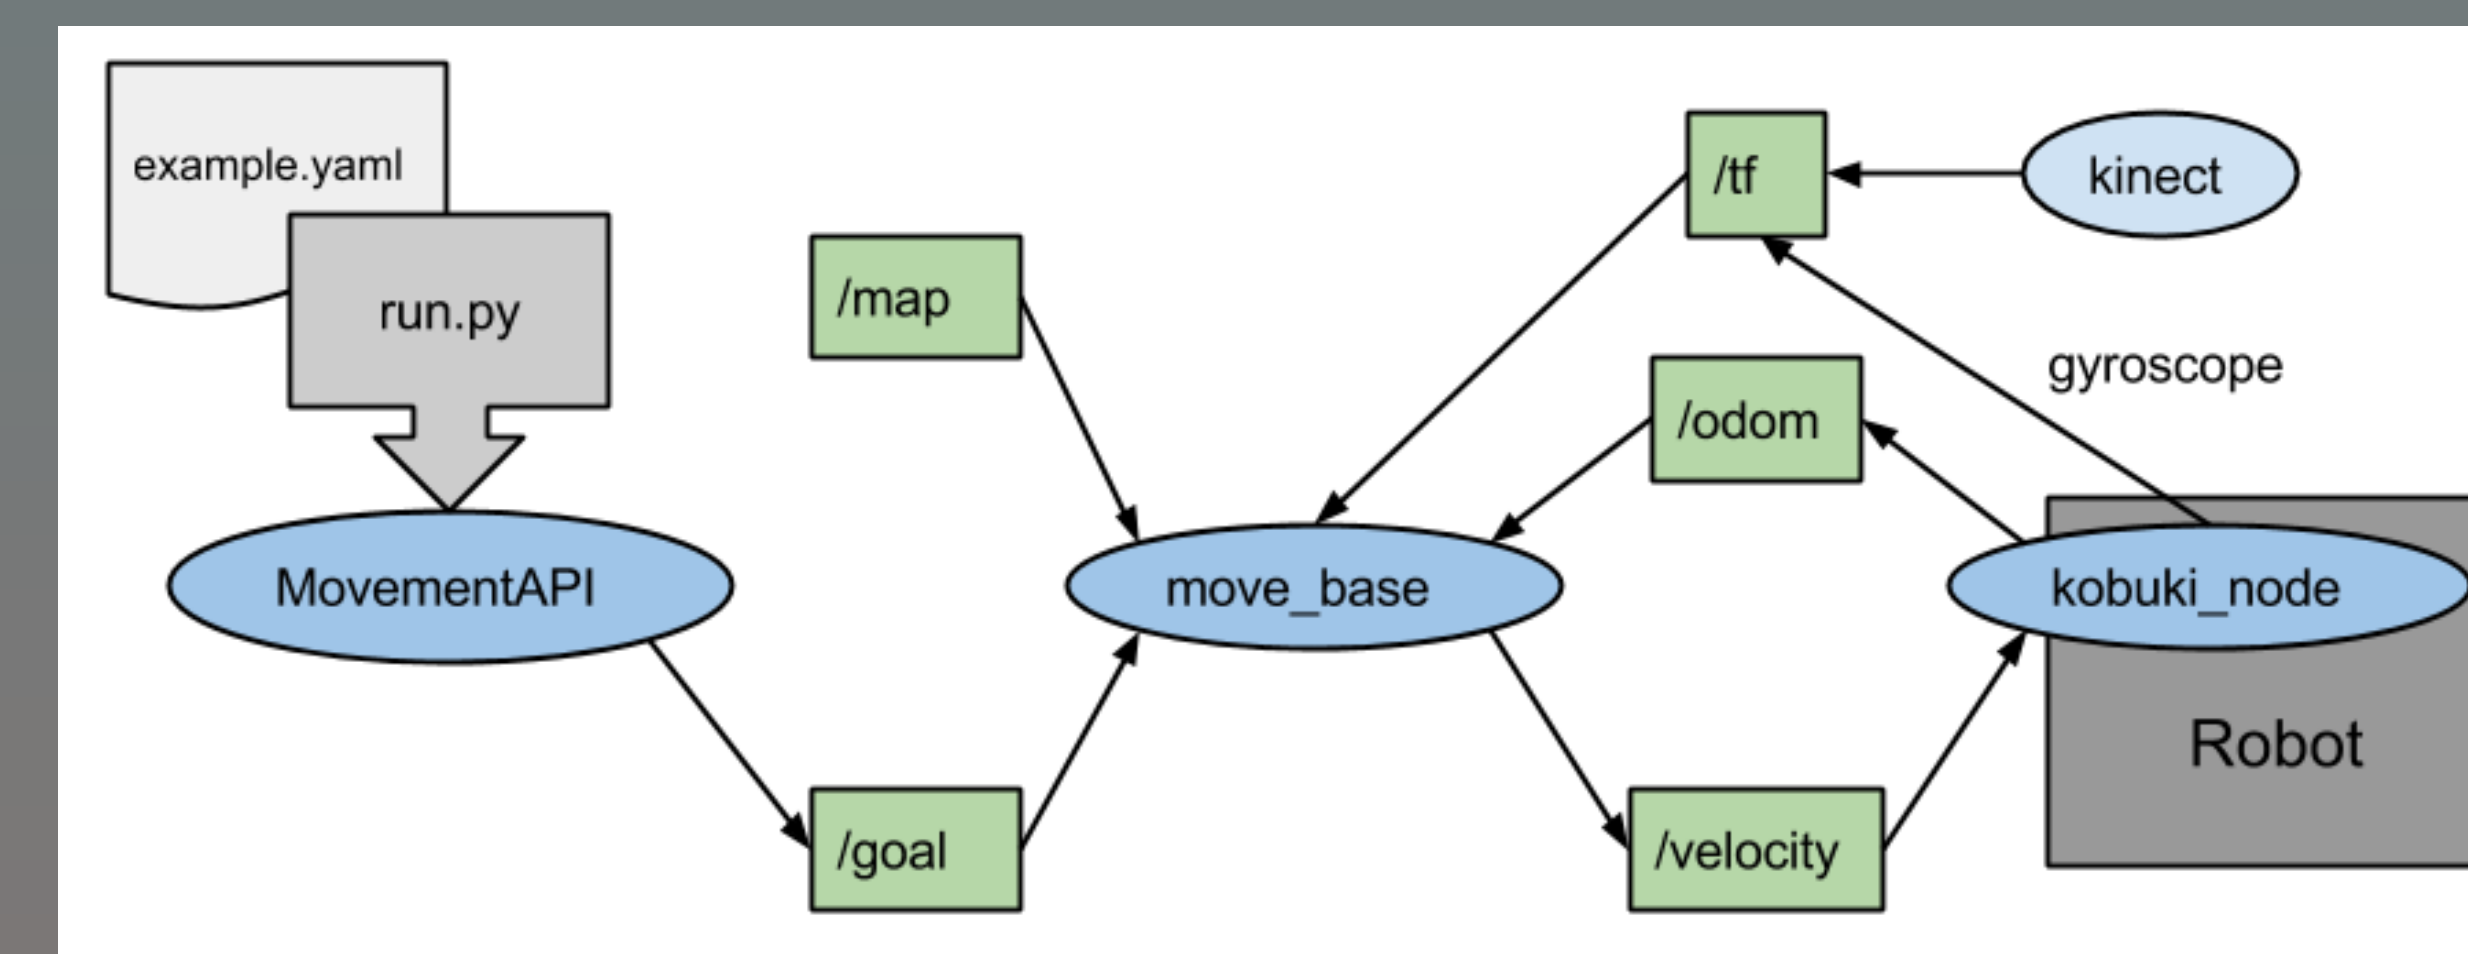 example.yaml
run.py
/map
/tf
kinect
gyroscope
/odom
MovementAPI
move_base
kobuki_node
Robot
/goal
/velocity